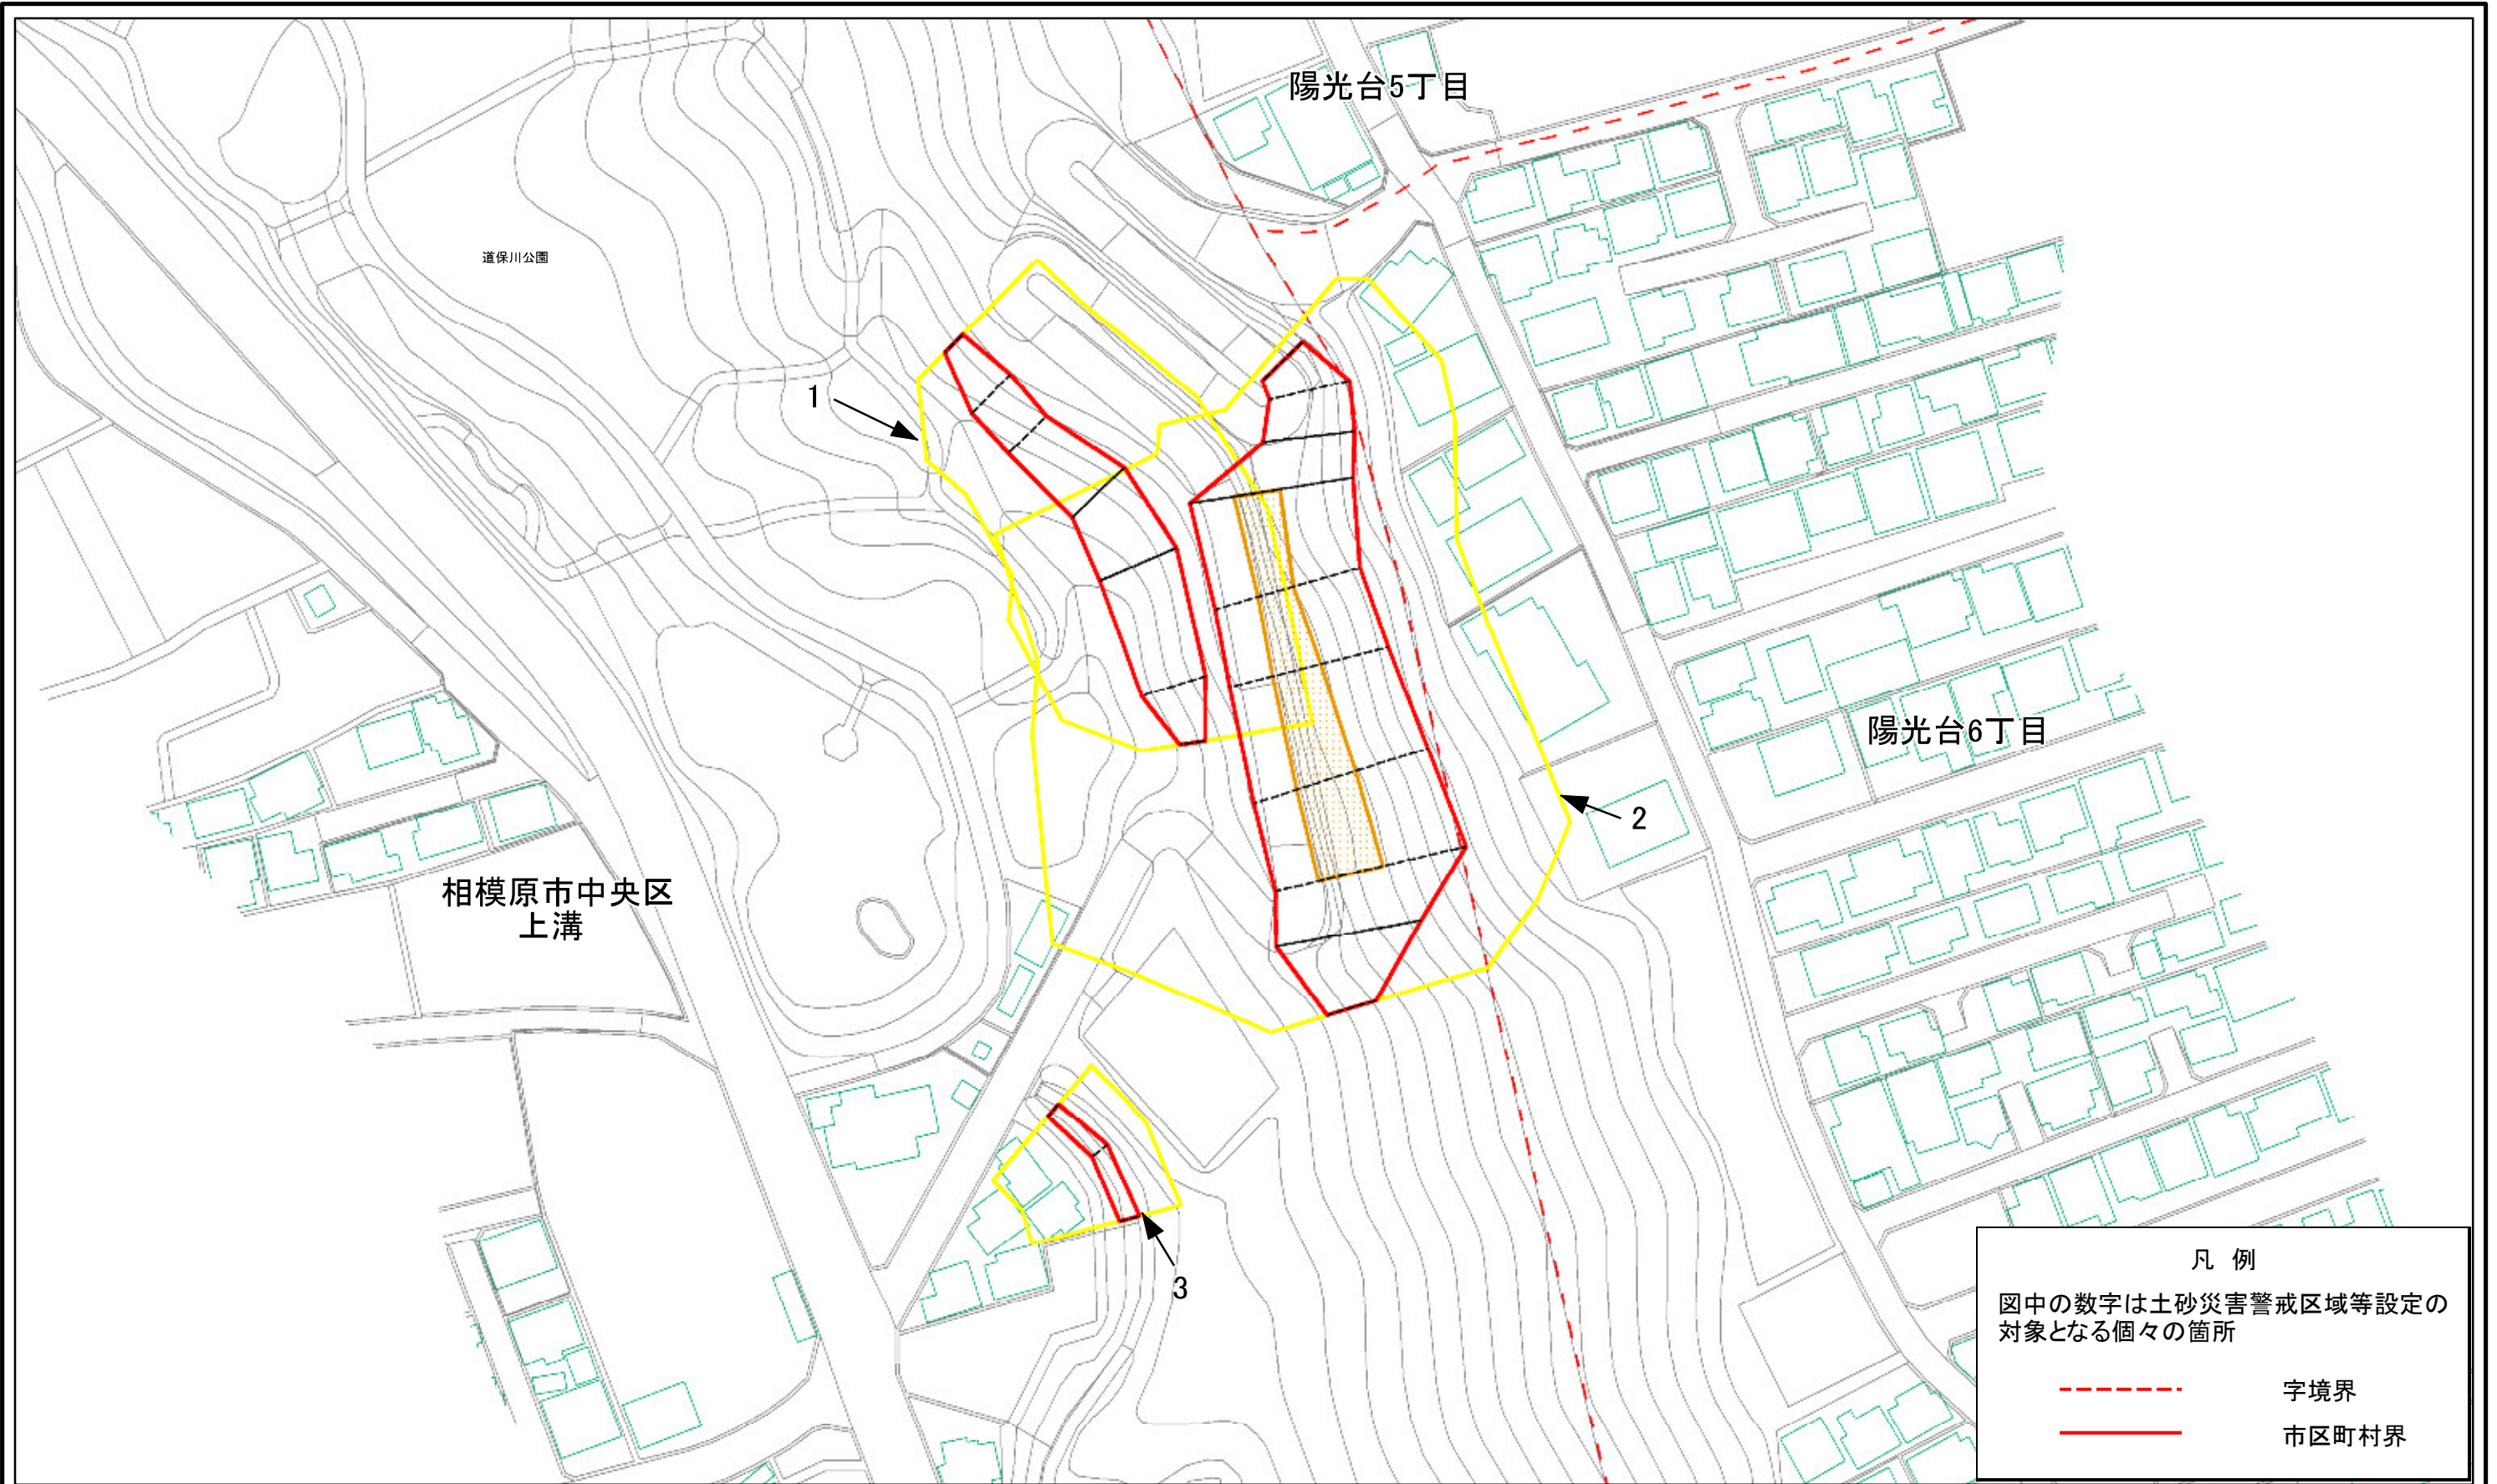 陽光台5丁目
道保川公園
1
陽光台6丁目
2
相模原市中央区
上溝
3
凡 例
図中の数字は土砂災害警戒区域等設定の
対象となる個々の箇所
字境界
市区町村界